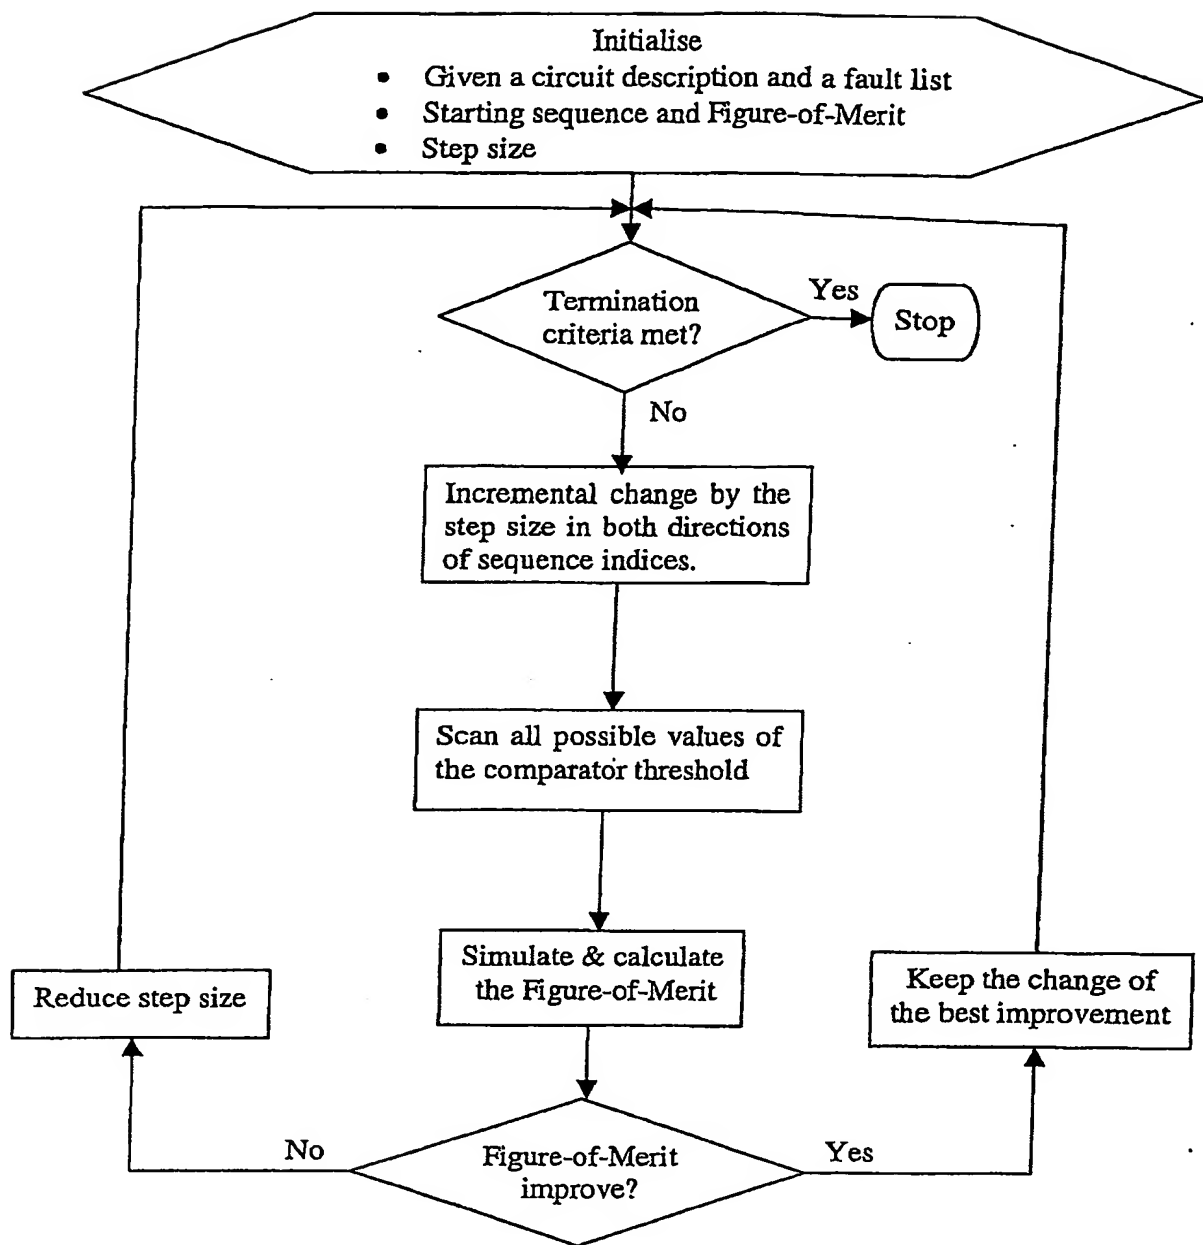 Initialise
• Given a circuit description and a fault list
• Starting sequence and Figure-of-Merit
• Step size
Termination
criteria met?
Yes
Stop
No
Incremental change by the
step size in both directions
of sequence indices.
Scan all possible values of
the comparator threshold
Simulate & calculate
the Figure-of-Merit
Reduce step size
Keep the change of
the best improvement
No
Figure-of-Merit
improve?
Yes